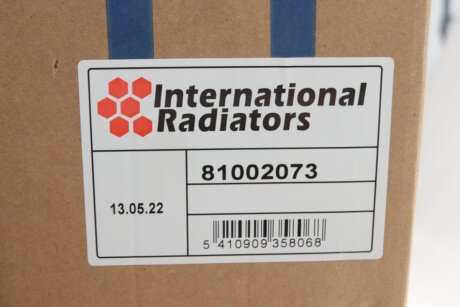 International
Radiators
81002073
13.05.22
5 410909 358068